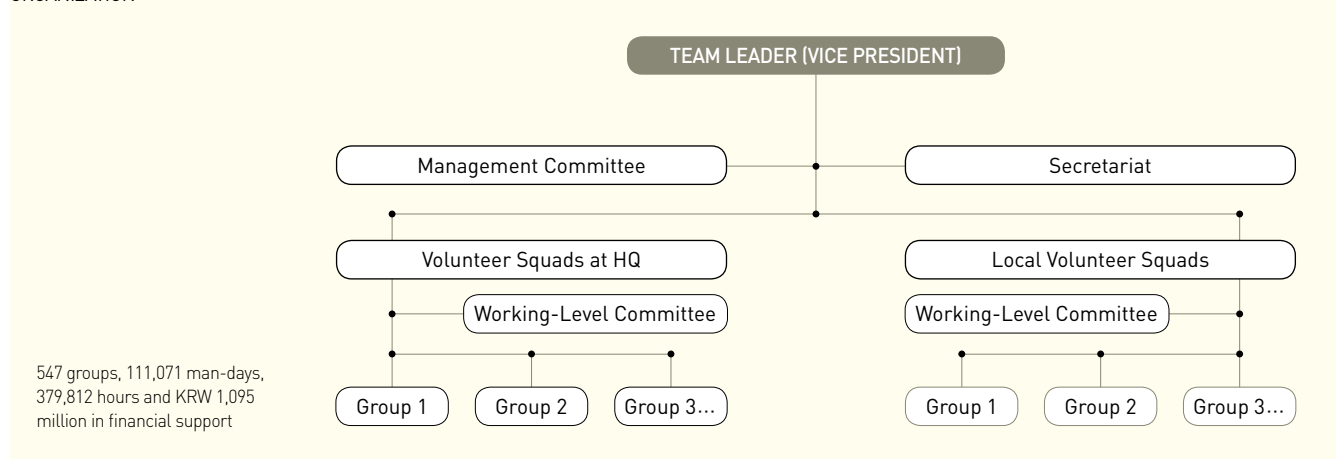 TEAM LEADER (VICE PRESIDENT)
Management Committee
Secretariat
Volunteer Squads at HQ
Local Volunteer Squads
Working-Level Committee
Working-Level Committee
547 groups, 111,071 man-days,
379,812 hours and KRW 1,095
million in financial support
Group 1
Group 2
Group 3...
Group 1
Group 2
Group 3...